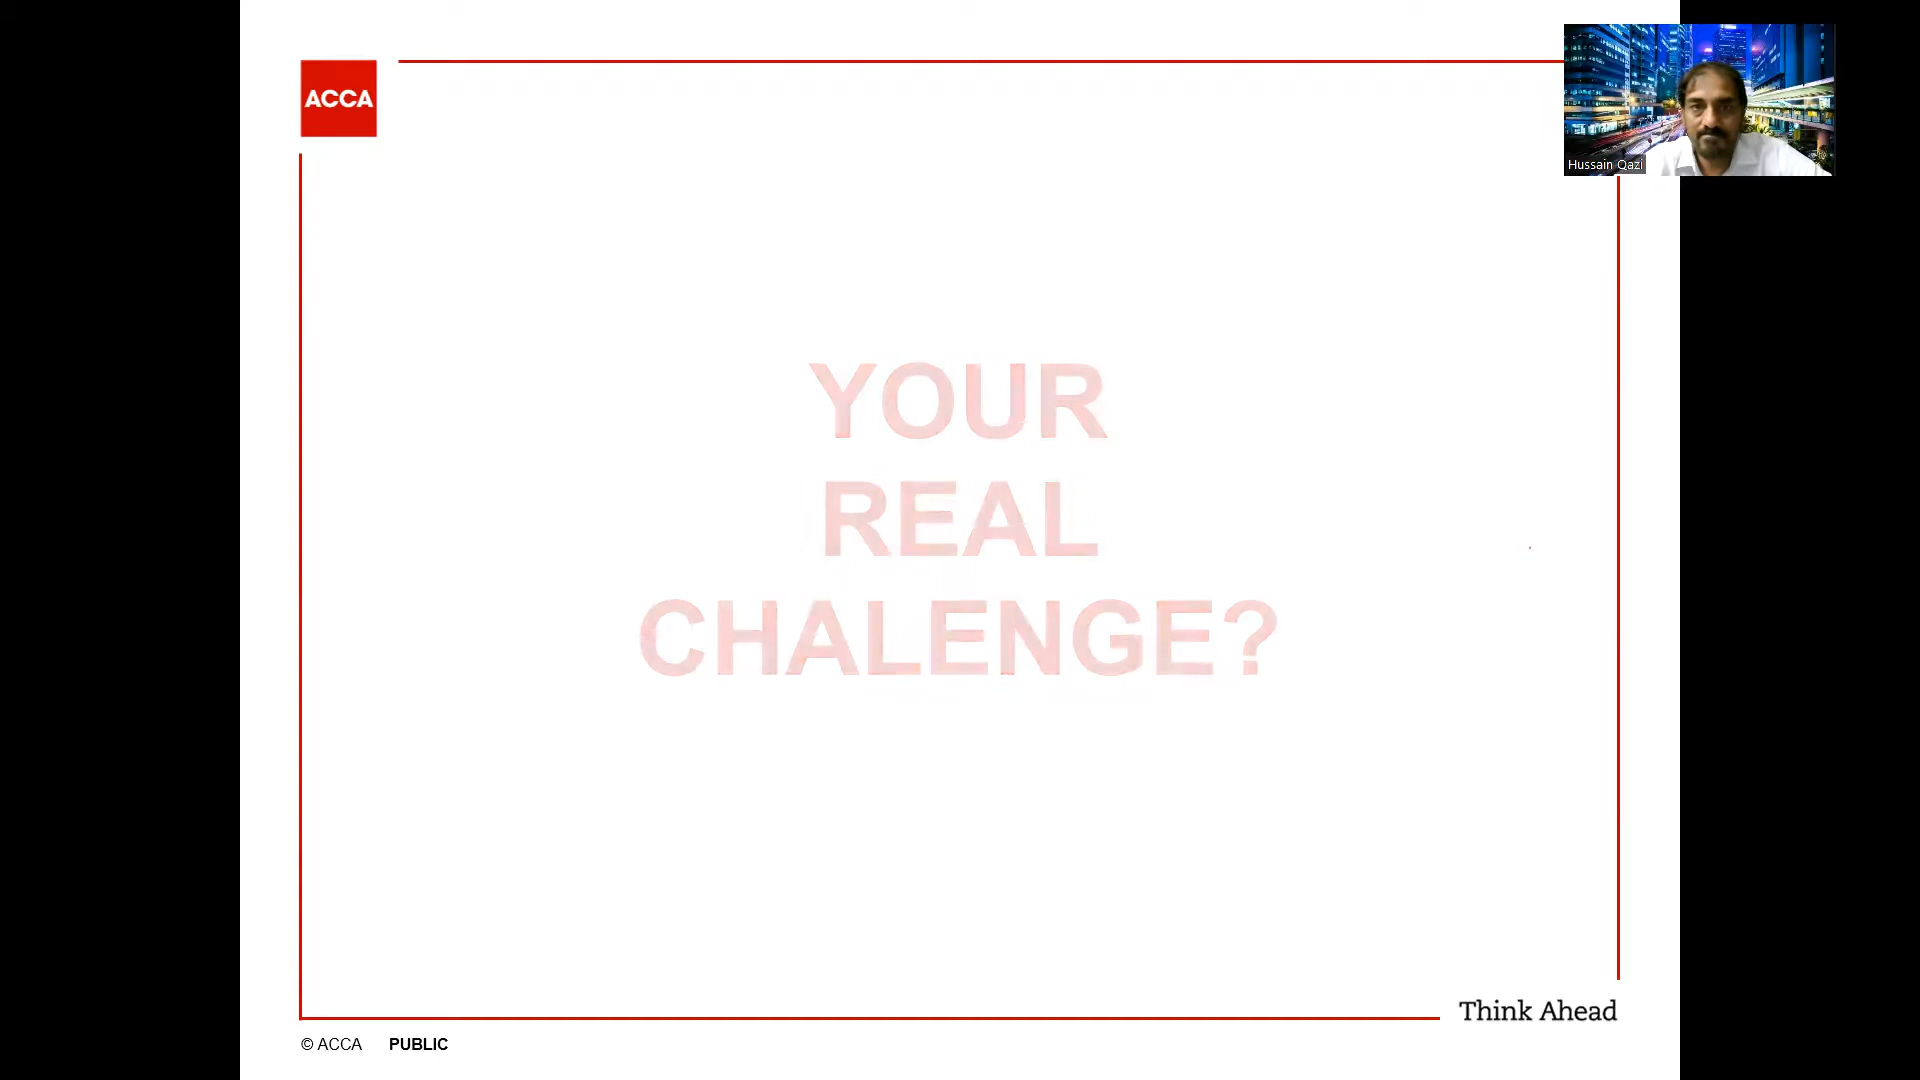 ACCA
Hussain Qazi
YOUR
REAL
CHALENGE?
Think Ahead
© ACCA PUBLIC